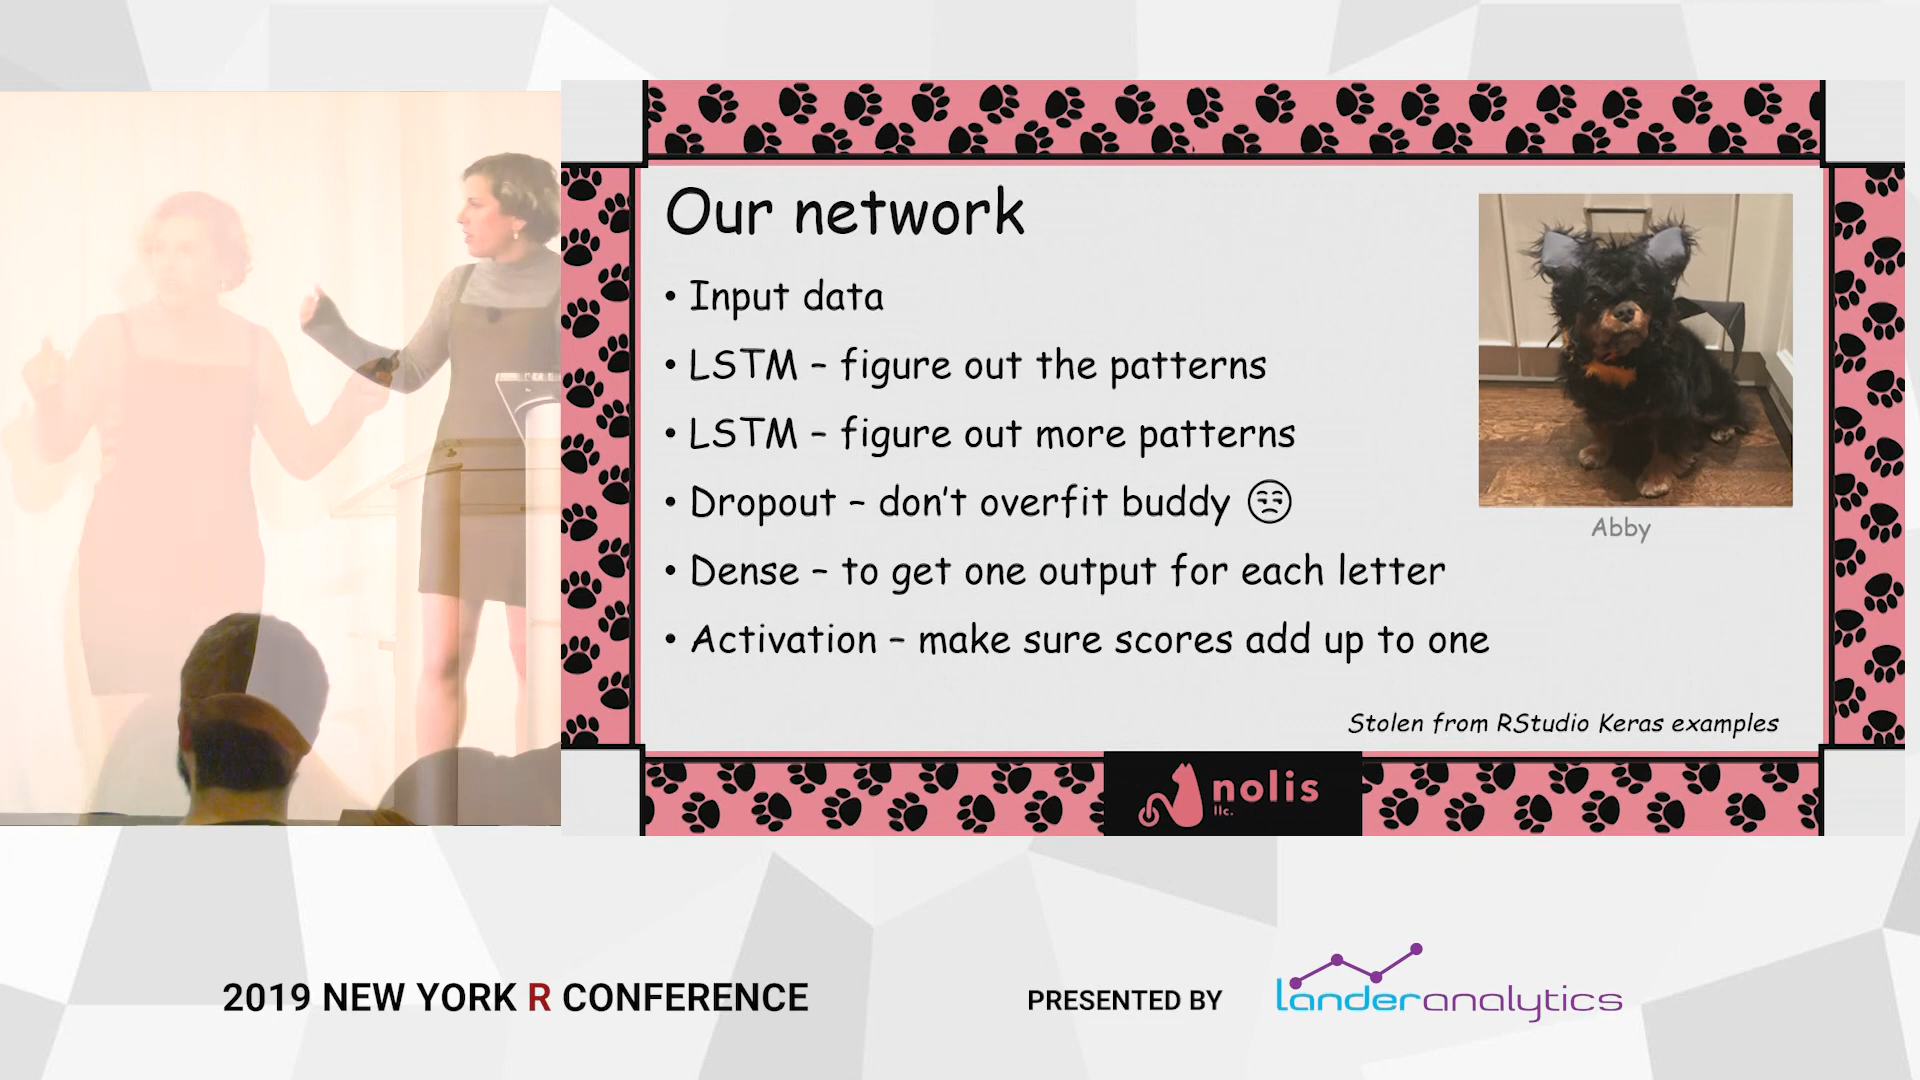 Our network
• Input data
• LSTM – figure out the patterns
• LSTM – figure out more patterns
• Dropout – don't overfit buddy 😒
• Dense – to get one output for each letter
• Activation – make sure scores add up to one
Abby
Stolen from RStudio Keras examples
nolis
llc.
2019 NEW YORK R CONFERENCE
PRESENTED BY
landeranalytics